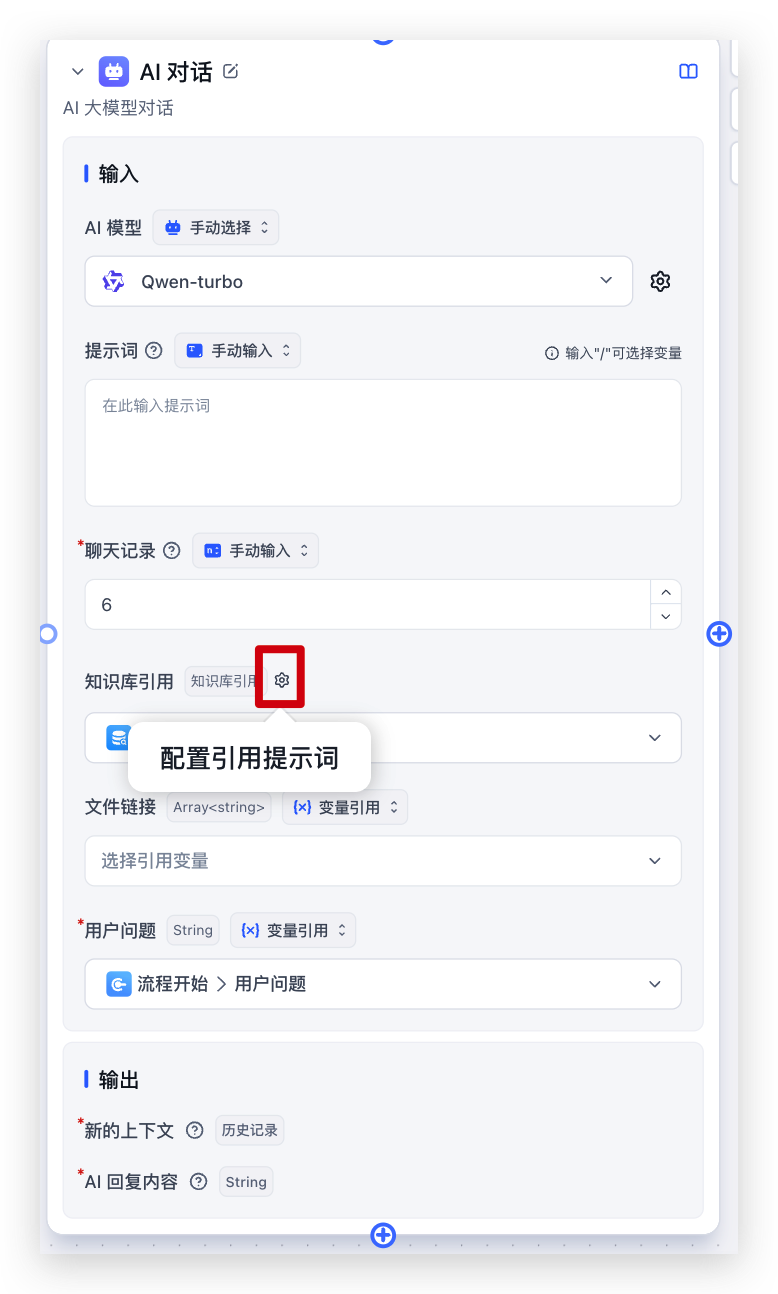 AI 对话
AI 大模型对话
输入
AI 模型 手动选择
Qwen-turbo
提示词 手动输入 输入"/"可选择变量
在此输入提示词
聊天记录 手动输入
6
知识库引用 知识库引用
配置引用提示词
文件链接 Array<string> 变量引用
选择引用变量
*用户问题 String 变量引用
流程开始 > 用户问题
输出
*新的上下文 历史记录
*AI 回复内容 String